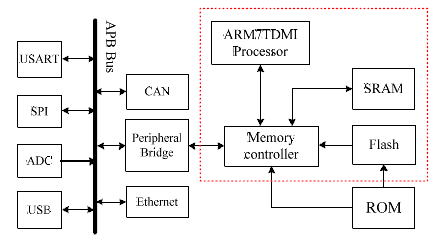 APB Bus
ARM7TDMI
Processor
USART
CAN
SRAM
SPI
Peripheral
Bridge
Memory
controller
Flash
ADC
USB
Ethernet
ROM